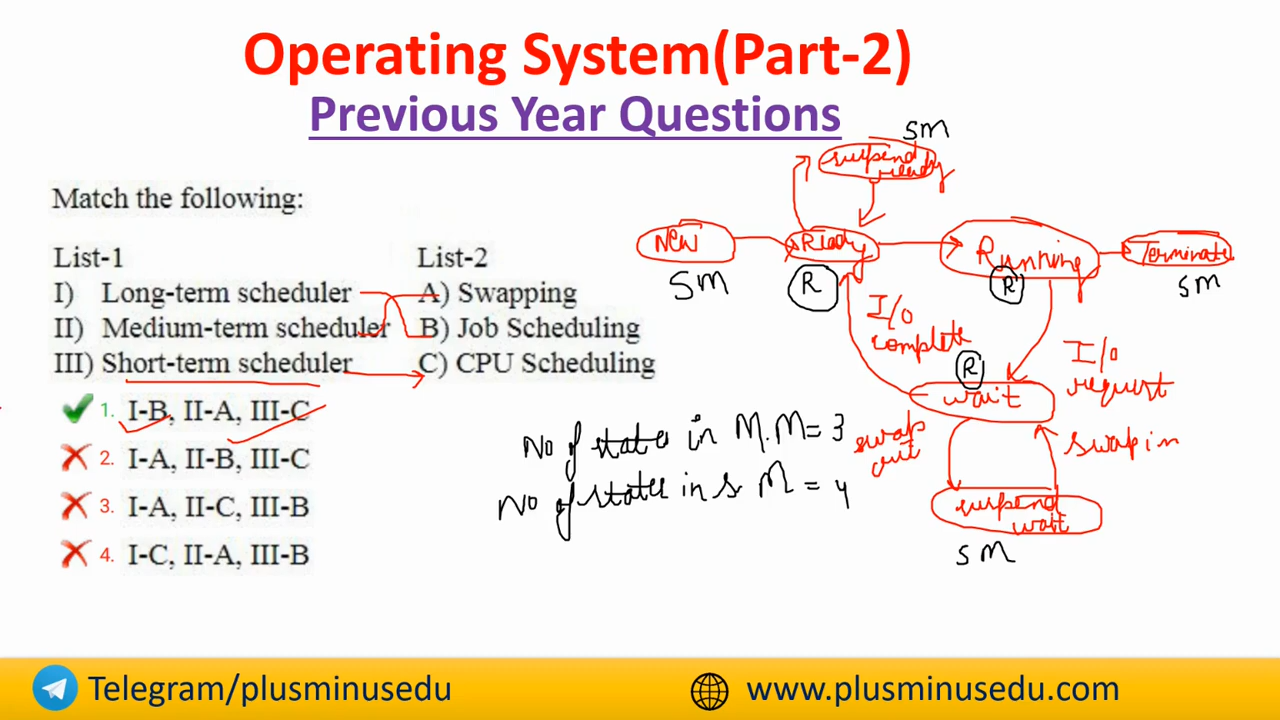 Operating System(Part-2)
Previous Year Questions
Match the following:
List-1 List-2
I) Long-term scheduler A) Swapping
II) Medium-term scheduler B) Job Scheduling
III) Short-term scheduler C) CPU Scheduling
1. I-B, II-A, III-C
2. I-A, II-B, III-C
3. I-A, II-C, III-B
4. I-C, II-A, III-B
SM
suspend
ready
New Ready Running Terminate
SM R R SM
I/O
complete
I/O
request
R
wait
swap
out
swap in
suspend
wait
SM
No of states in M.M = 3
No of states in s M = 4
Telegram/plusminusedu www.plusminusedu.com